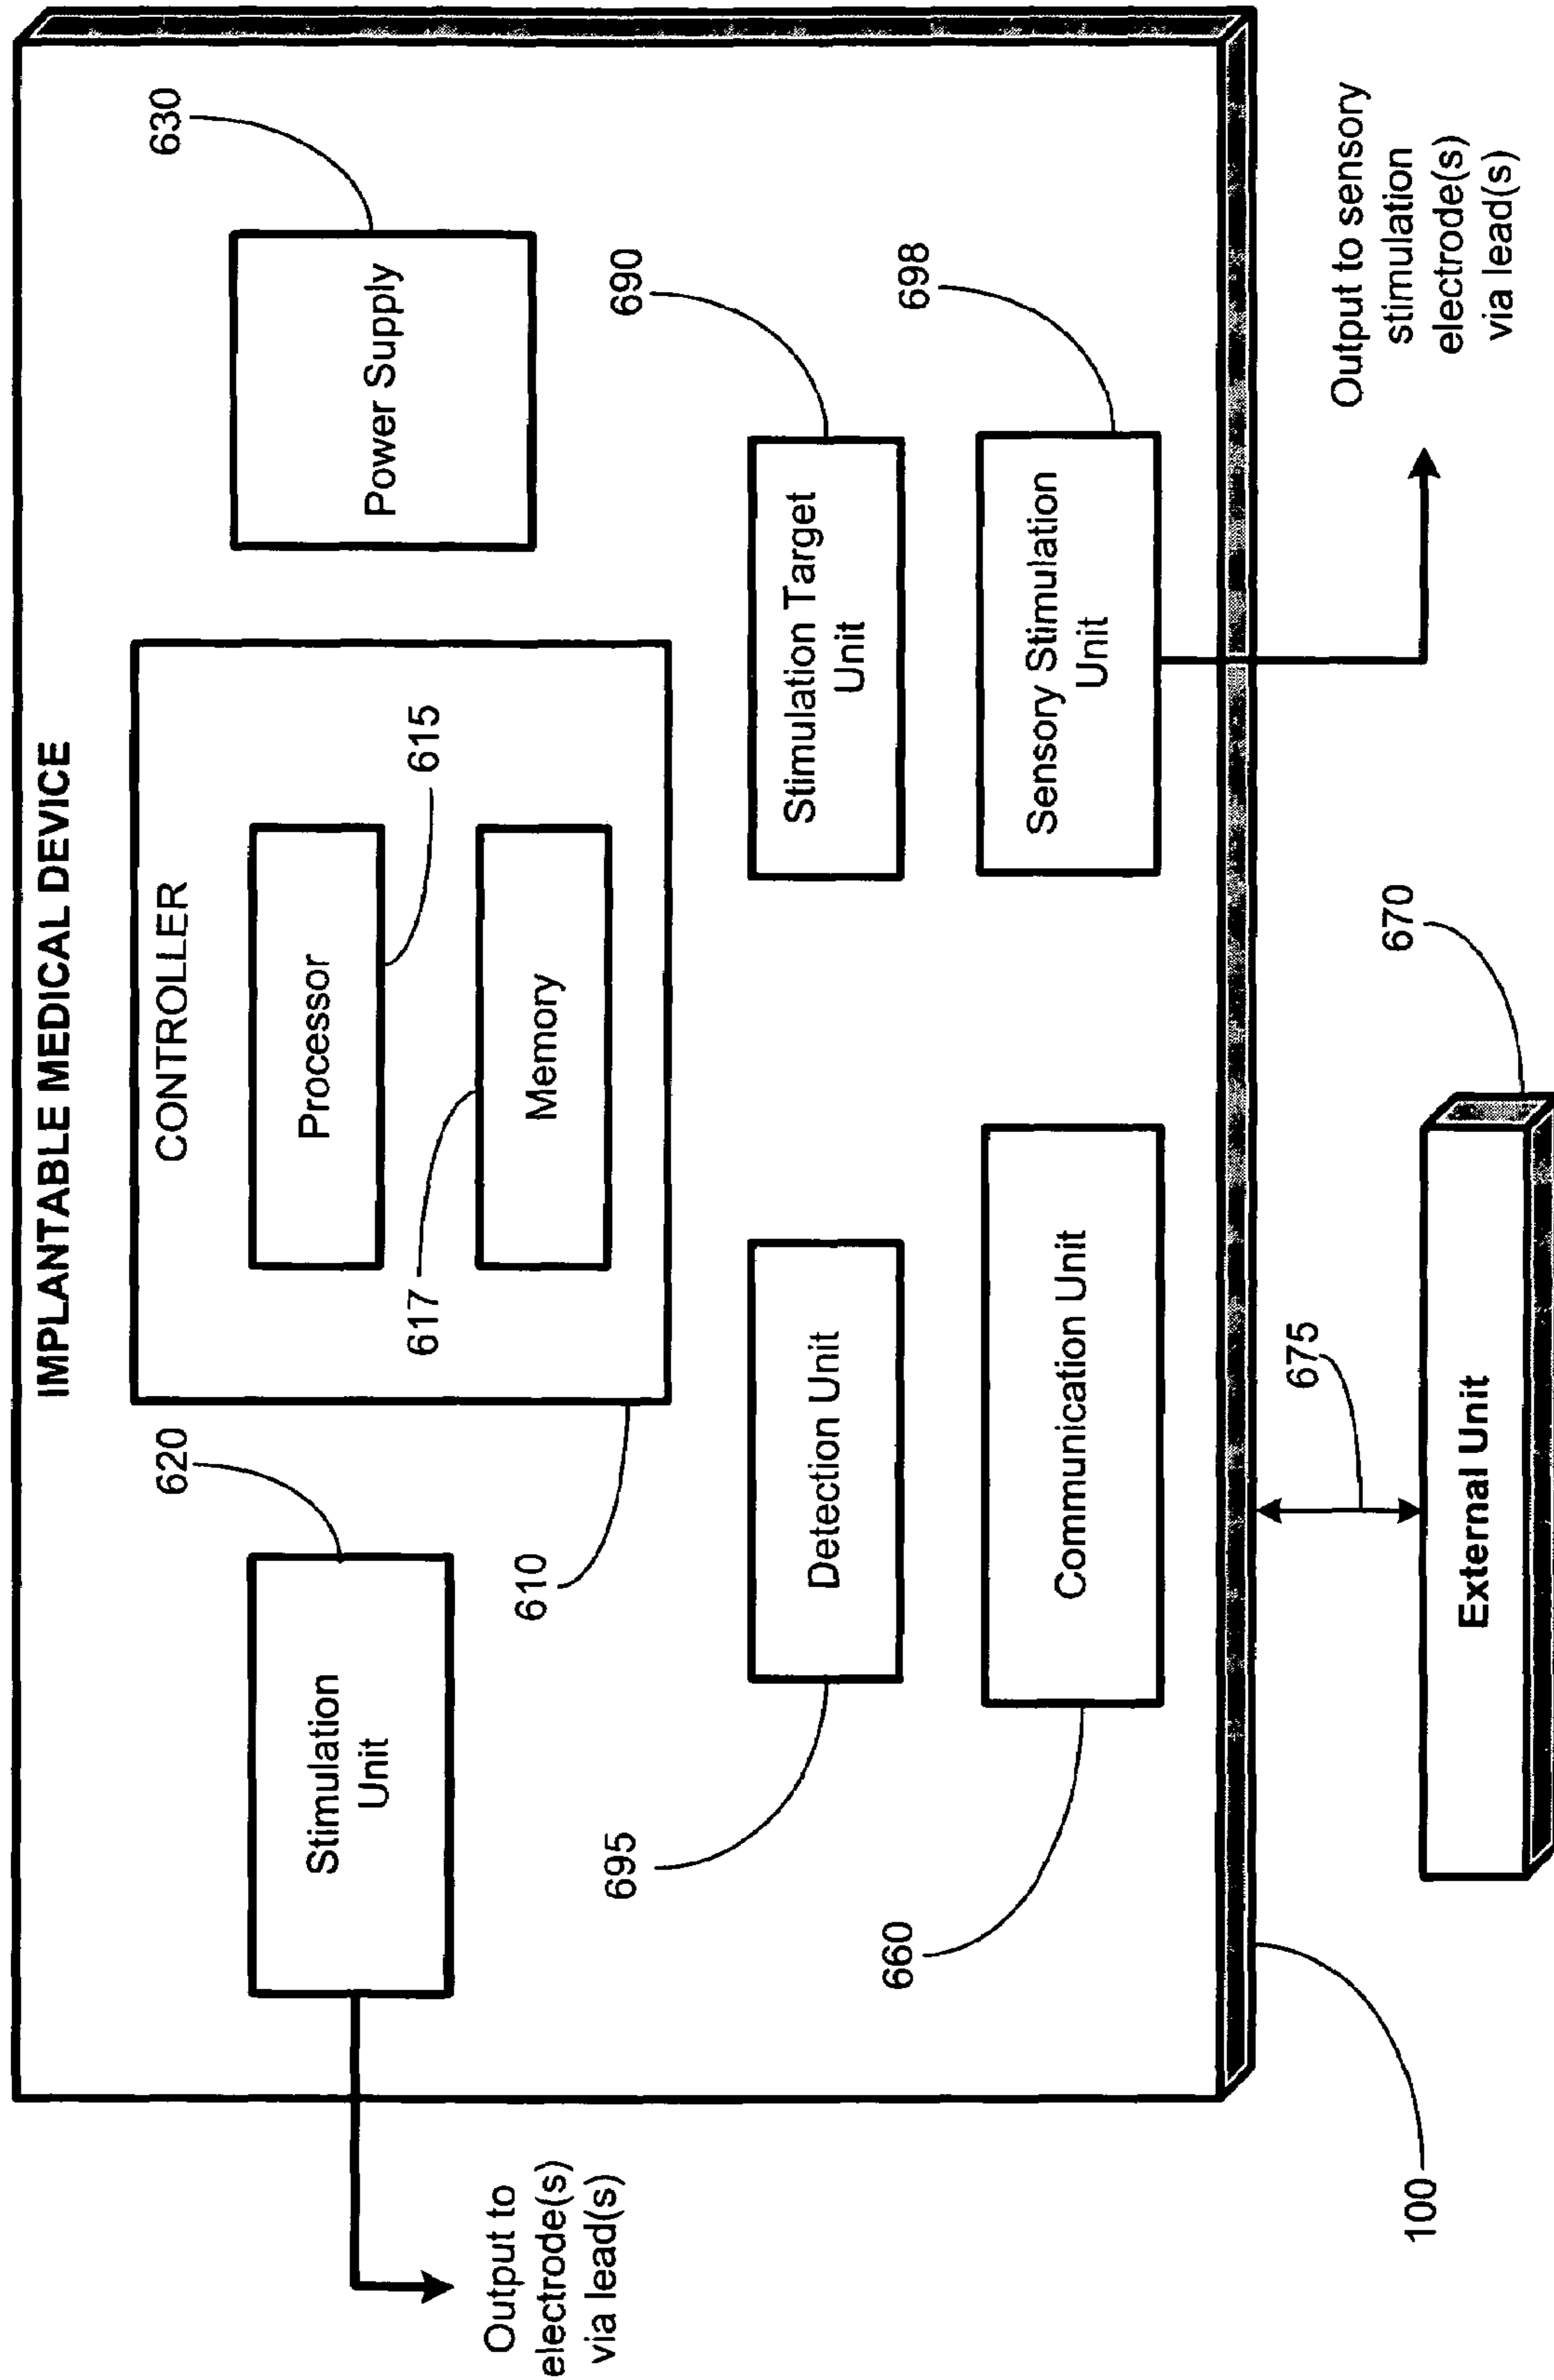 IMPLANTABLE MEDICAL DEVICE
CONTROLLER
620
Stimulation
Unit
Processor
615
617
Memory
610
630
Power Supply
Output to
electrode(s)
via lead(s)
695
Detection Unit
Stimulation Target
Unit
690
660
Communication Unit
Sensory Stimulation
Unit
698
100
675
External Unit
670
Output to sensory
stimulation
electrode(s)
via lead(s)